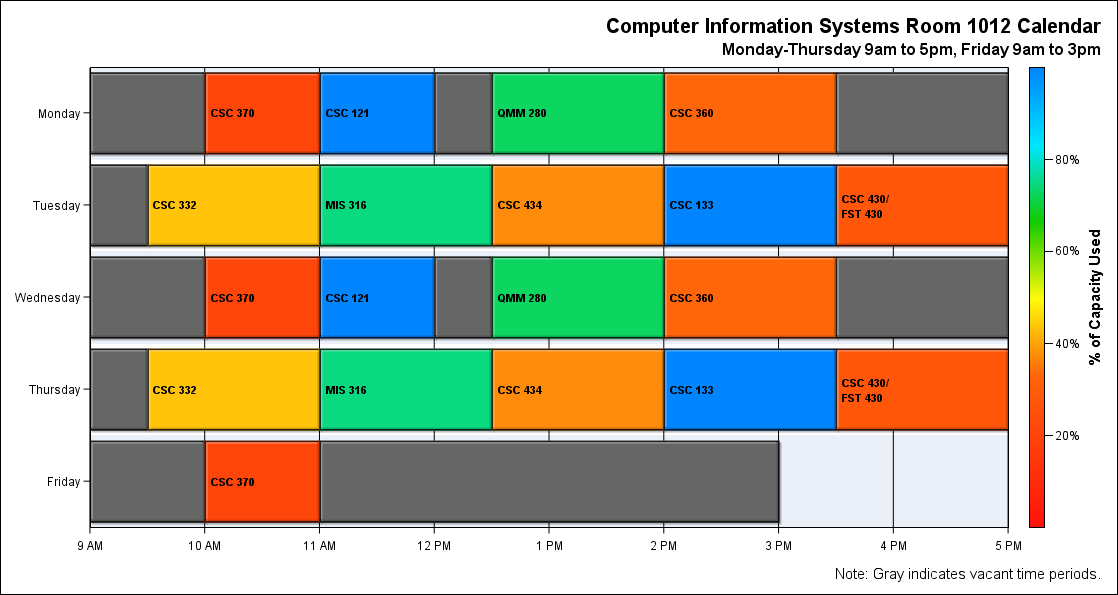 Computer Information Systems Room 1012 Calendar
Monday-Thursday 9am to 5pm, Friday 9am to 3pm
Monday
CSC 370
CSC 121
QMM 280
CSC 360
Tuesday
CSC 332
MIS 316
CSC 434
CSC 133
CSC 430/
FST 430
Wednesday
CSC 370
CSC 121
QMM 280
CSC 360
Thursday
CSC 332
MIS 316
CSC 434
CSC 133
CSC 430/
FST 430
Friday
CSC 370
9 AM
10 AM
11 AM
12 PM
1 PM
2 PM
3 PM
4 PM
5 PM
80%
60%
40%
20%
% of Capacity Used
Note: Gray indicates vacant time periods.